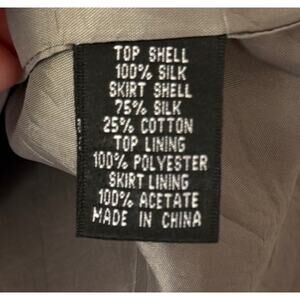 TOP SHELL
100% SILK
SKIRT SHELL
75% SILK
25% COTTON
TOP LINING
100% POLYESTER
SKIRT LINING
100% ACETATE
MADE IN CHINA